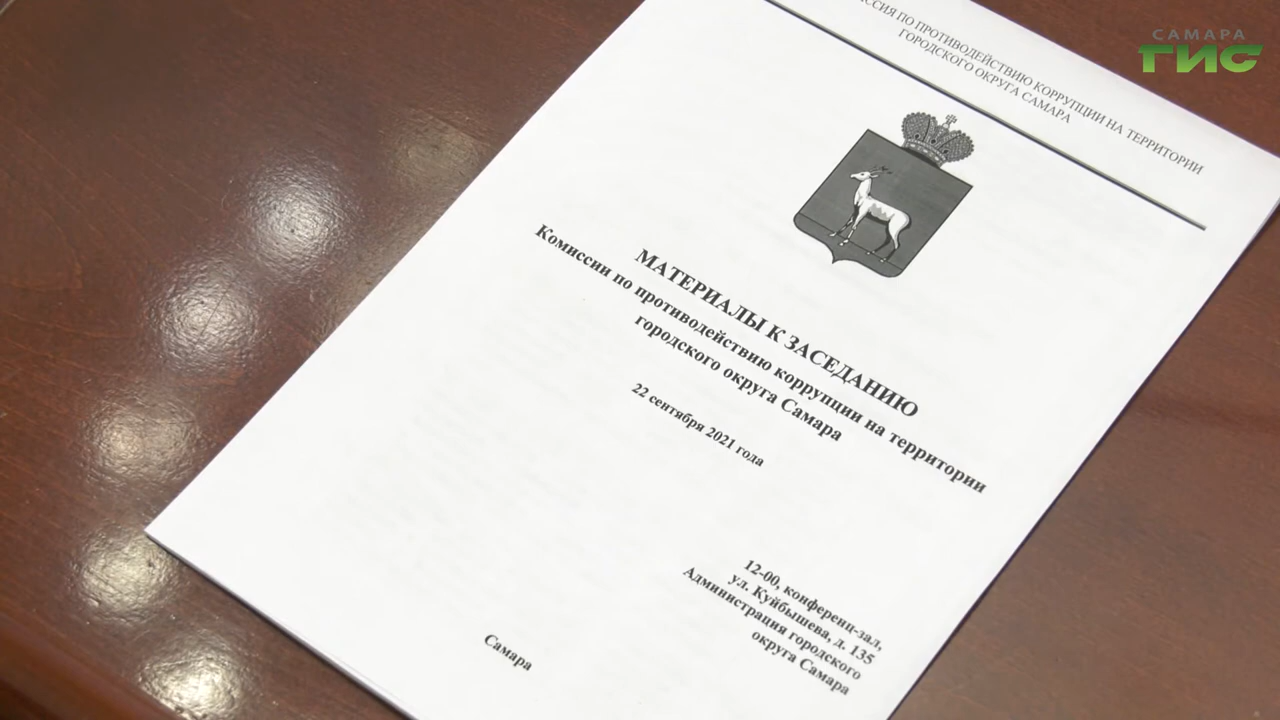 САМАРА
ГИС
ПО ПРОТИВОДЕЙСТВИЮ КОРРУПЦИИ НА ТЕРРИТОРИИ
ГОРОДСКОГО ОКРУГА САМАРА
МАТЕРИАЛЫ К ЗАСЕДАНИЮ
Комиссии по противодействию коррупции на территории
городского округа Самара
22 сентября 2021 года
12-00, конференц-зал,
ул. Куйбышева, д. 135
Администрация городского
округа Самара
Самара